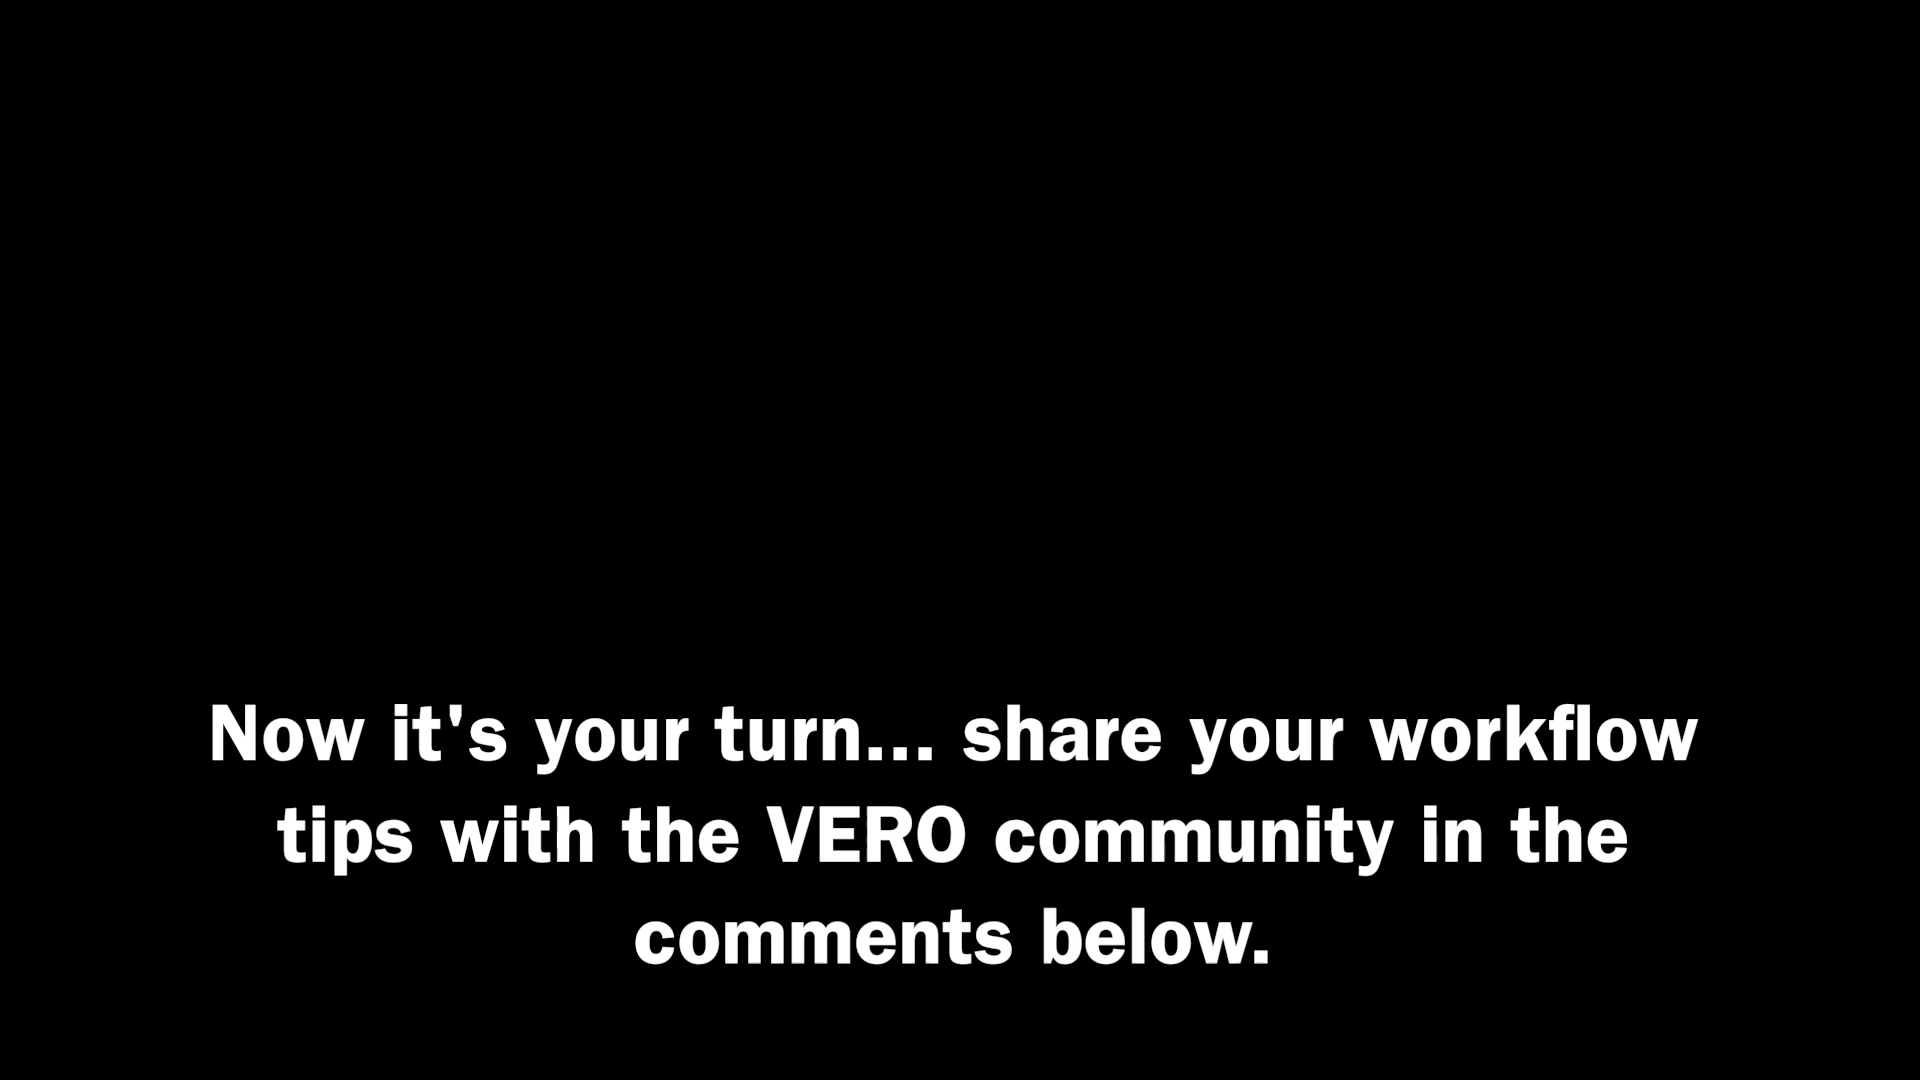 Now it's your turn... share your workflow
tips with the VERO community in the
comments below.